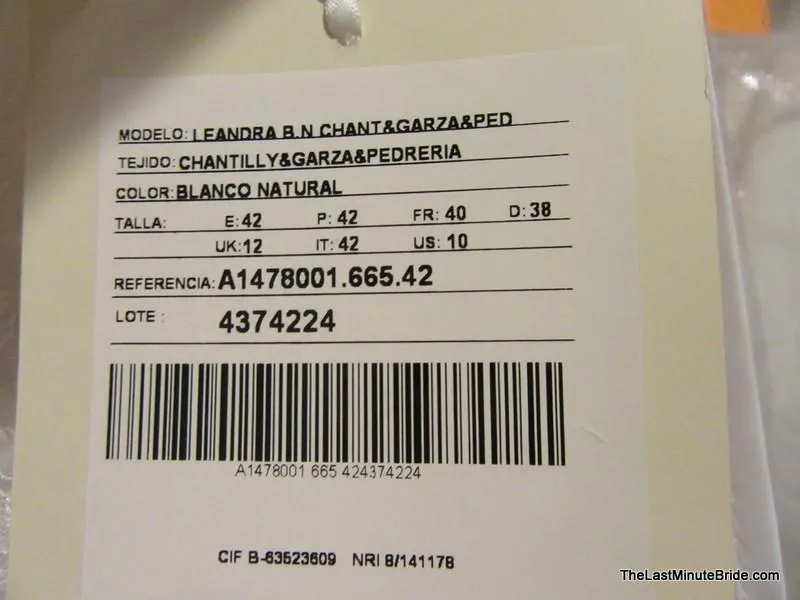 MODELO: LEANDRA B.N CHANT&GARZA&PED
TEJIDO: CHANTILLY&GARZA&PEDRERIA
COLOR: BLANCO NATURAL
TALLA: E: 42 P: 42 FR: 40 D: 38
UK: 12 IT: 42 US: 10
REFERENCIA: A1478001.665.42
LOTE : 4374224
A1478001 665 424374224
CIF B-63523609 NRI 8/141178
TheLastMinuteBride.com